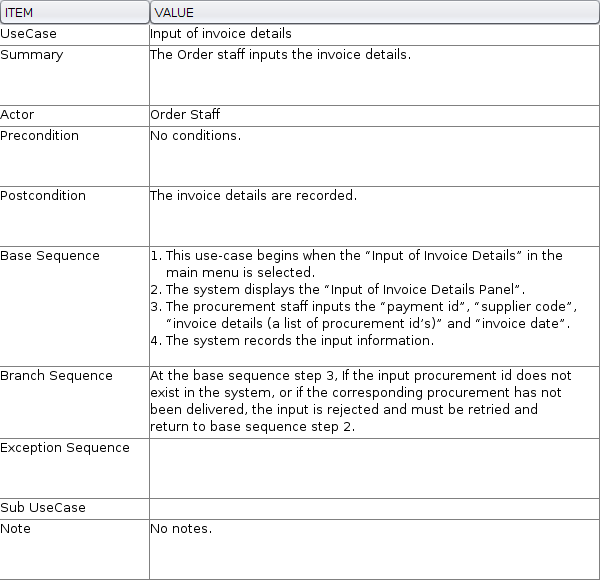 ITEM VALUE
UseCase Input of invoice details
Summary The Order staff inputs the invoice details.
Actor Order Staff
Precondition No conditions.
Postcondition The invoice details are recorded.
Base Sequence 1. This use-case begins when the “Input of Invoice Details” in the
main menu is selected.
2. The system displays the “Input of Invoice Details Panel”.
3. The procurement staff inputs the “payment id”, “supplier code”,
“invoice details (a list of procurement id’s)” and “invoice date”.
4. The system records the input information.
Branch Sequence At the base sequence step 3, If the input procurement id does not
exist in the system, or if the corresponding procurement has not
been delivered, the input is rejected and must be retried and
return to base sequence step 2.
Exception Sequence
Sub UseCase
Note No notes.